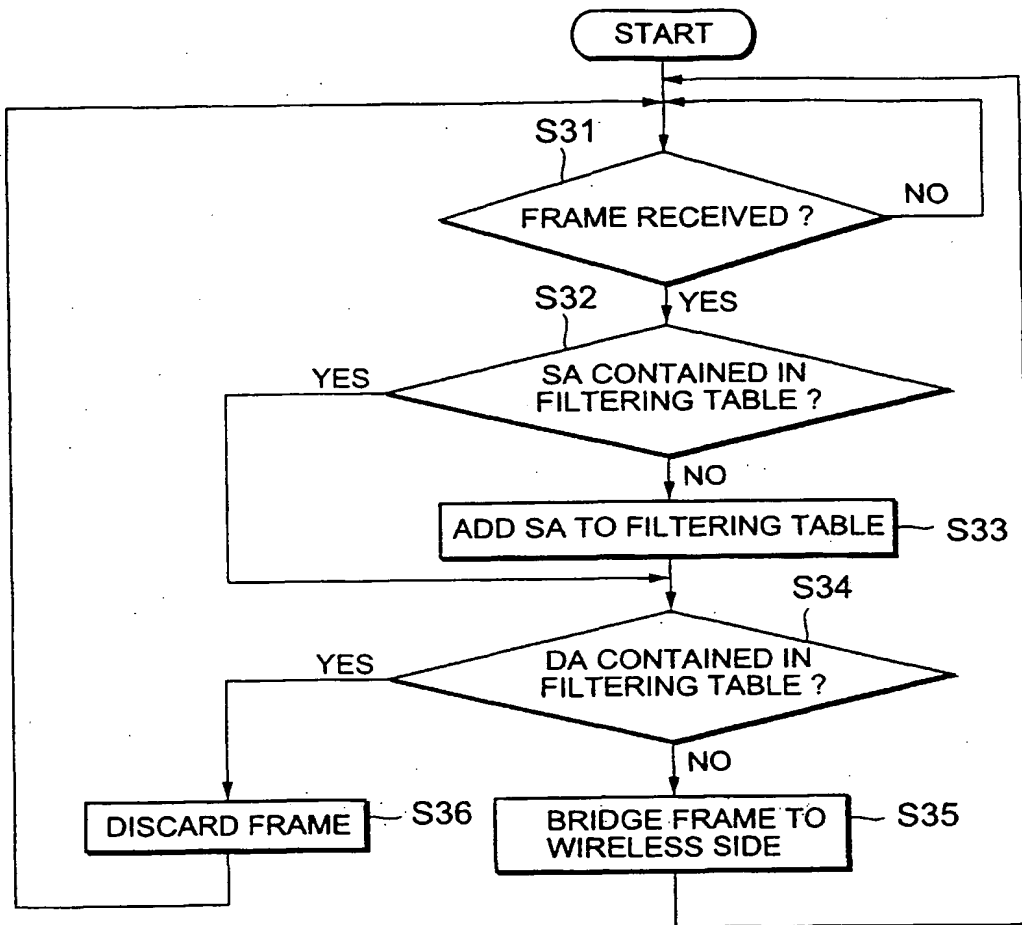 START
S31
FRAME RECEIVED ?
NO
YES
S32
SA CONTAINED IN
FILTERING TABLE ?
YES
NO
ADD SA TO FILTERING TABLE
S33
S34
DA CONTAINED IN
FILTERING TABLE ?
YES
NO
DISCARD FRAME
S36
BRIDGE FRAME TO
WIRELESS SIDE
S35